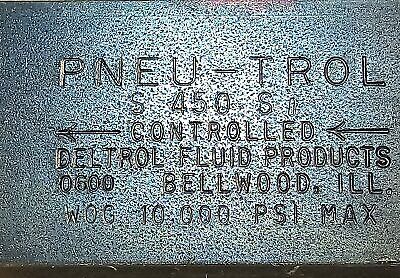 PNEU-TROL
S 450 S
← CONTROLLED ←
DELTROL FLUID PRODUCTS
0600 BELLWOOD, ILL.
WOG 10,000 PSI MAX